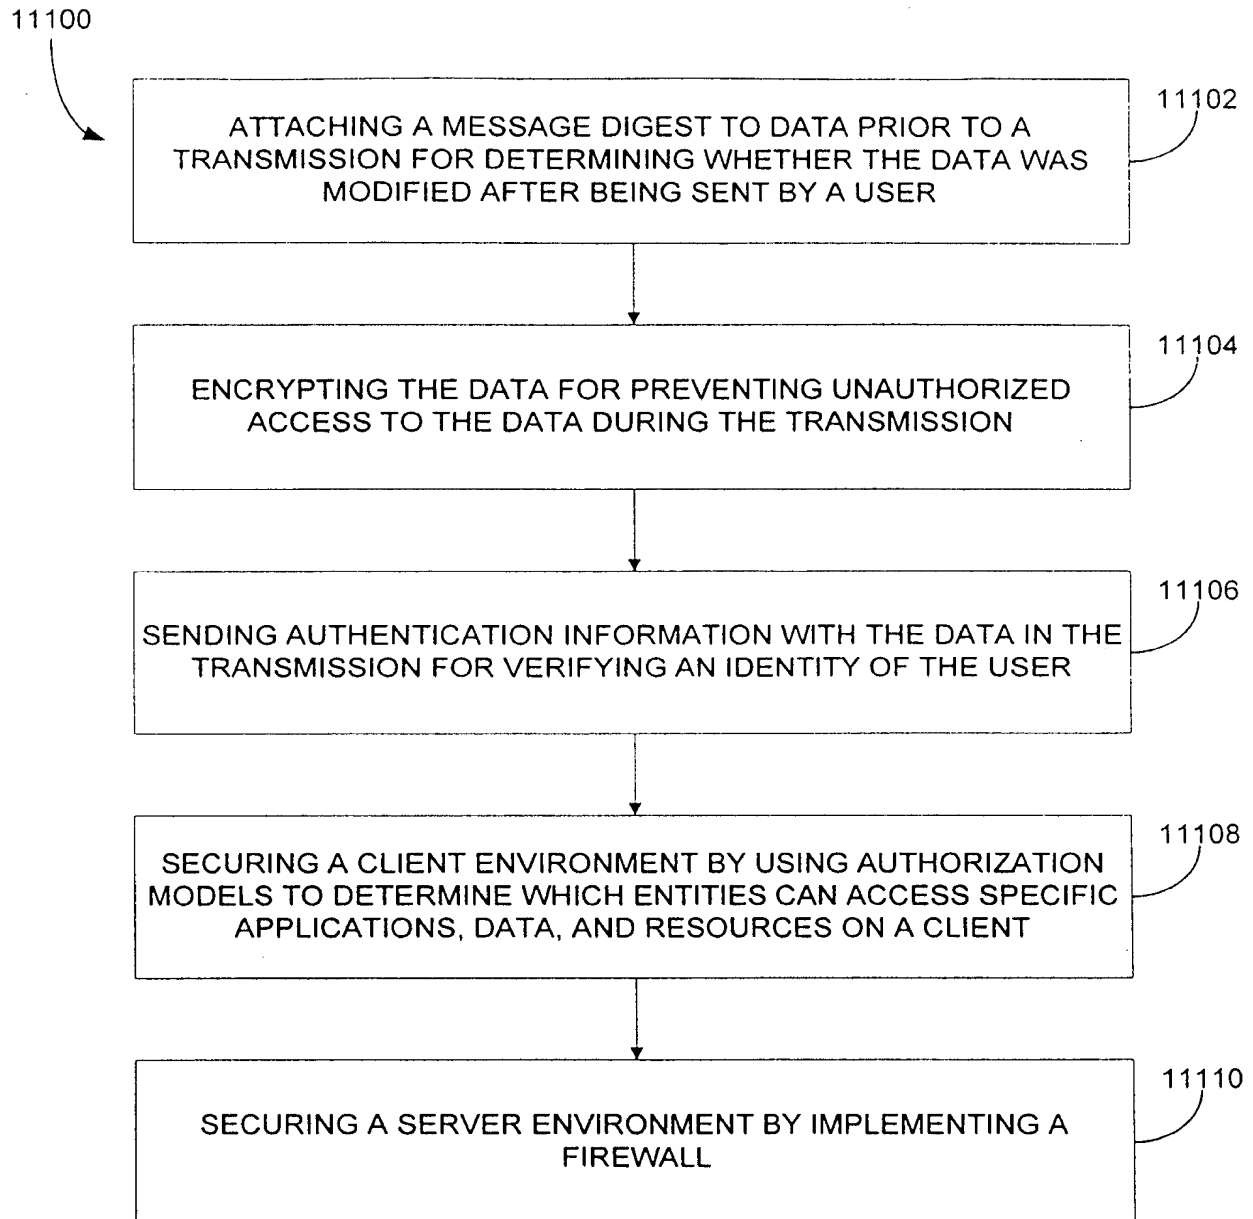 11100
11102
ATTACHING A MESSAGE DIGEST TO DATA PRIOR TO A
TRANSMISSION FOR DETERMINING WHETHER THE DATA WAS
MODIFIED AFTER BEING SENT BY A USER
11104
ENCRYPTING THE DATA FOR PREVENTING UNAUTHORIZED
ACCESS TO THE DATA DURING THE TRANSMISSION
11106
SENDING AUTHENTICATION INFORMATION WITH THE DATA IN THE
TRANSMISSION FOR VERIFYING AN IDENTITY OF THE USER
11108
SECURING A CLIENT ENVIRONMENT BY USING AUTHORIZATION
MODELS TO DETERMINE WHICH ENTITIES CAN ACCESS SPECIFIC
APPLICATIONS, DATA, AND RESOURCES ON A CLIENT
11110
SECURING A SERVER ENVIRONMENT BY IMPLEMENTING A
FIREWALL